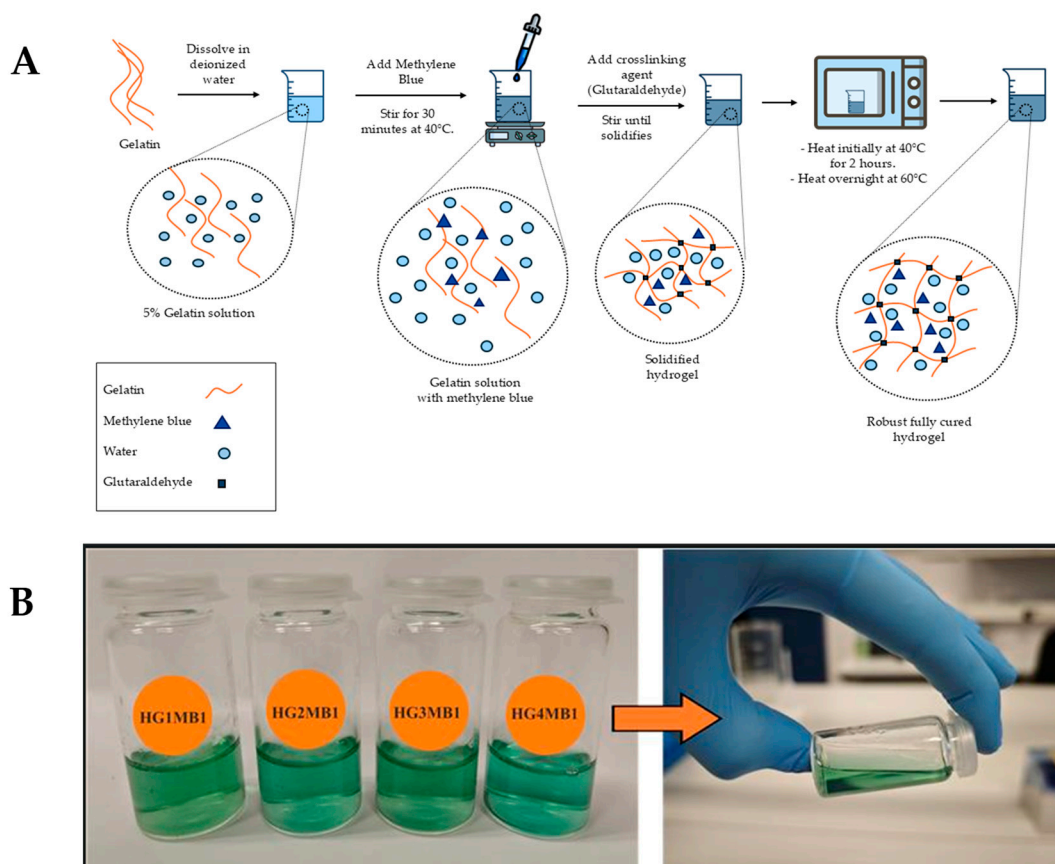 A
Gelatin
Dissolve in
deionized
water
5% Gelatin solution
Add Methylene
Blue
Stir for 30
minutes at 40°C.
Gelatin solution
with methylene blue
Add crosslinking
agent
(Glutaraldehyde)
Stir until
solidifies
Solidified
hydrogel
- Heat initially at 40°C
for 2 hours.
- Heat overnight at 60°C
Robust fully cured
hydrogel
Gelatin
Methylene blue
Water
Glutaraldehyde
B
HG1MB1
HG2MB1
HG3MB1
HG4MB1